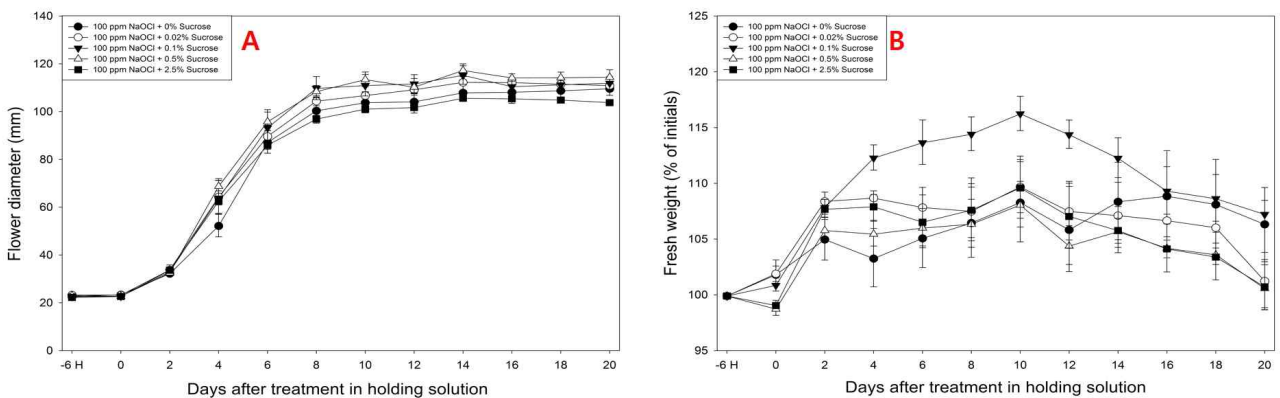 140
120
100
80
60
40
20
0
Flower diameter (mm)
100 ppm NaOCl + 0% Sucrose
100 ppm NaOCl + 0.02% Sucrose
100 ppm NaOCl + 0.1% Sucrose
100 ppm NaOCl + 0.5% Sucrose
100 ppm NaOCl + 2.5% Sucrose
A
-6 H 0 2 4 6 8 10 12 14 16 18 20
Days after treatment in holding solution
125
120
115
110
105
100
95
Fresh weight (% of initials)
100 ppm NaOCl + 0% Sucrose
100 ppm NaOCl + 0.02% Sucrose
100 ppm NaOCl + 0.1% Sucrose
100 ppm NaOCl + 0.5% Sucrose
100 ppm NaOCl + 2.5% Sucrose
B
-6 H 0 2 4 6 8 10 12 14 16 18 20
Days after treatment in holding solution